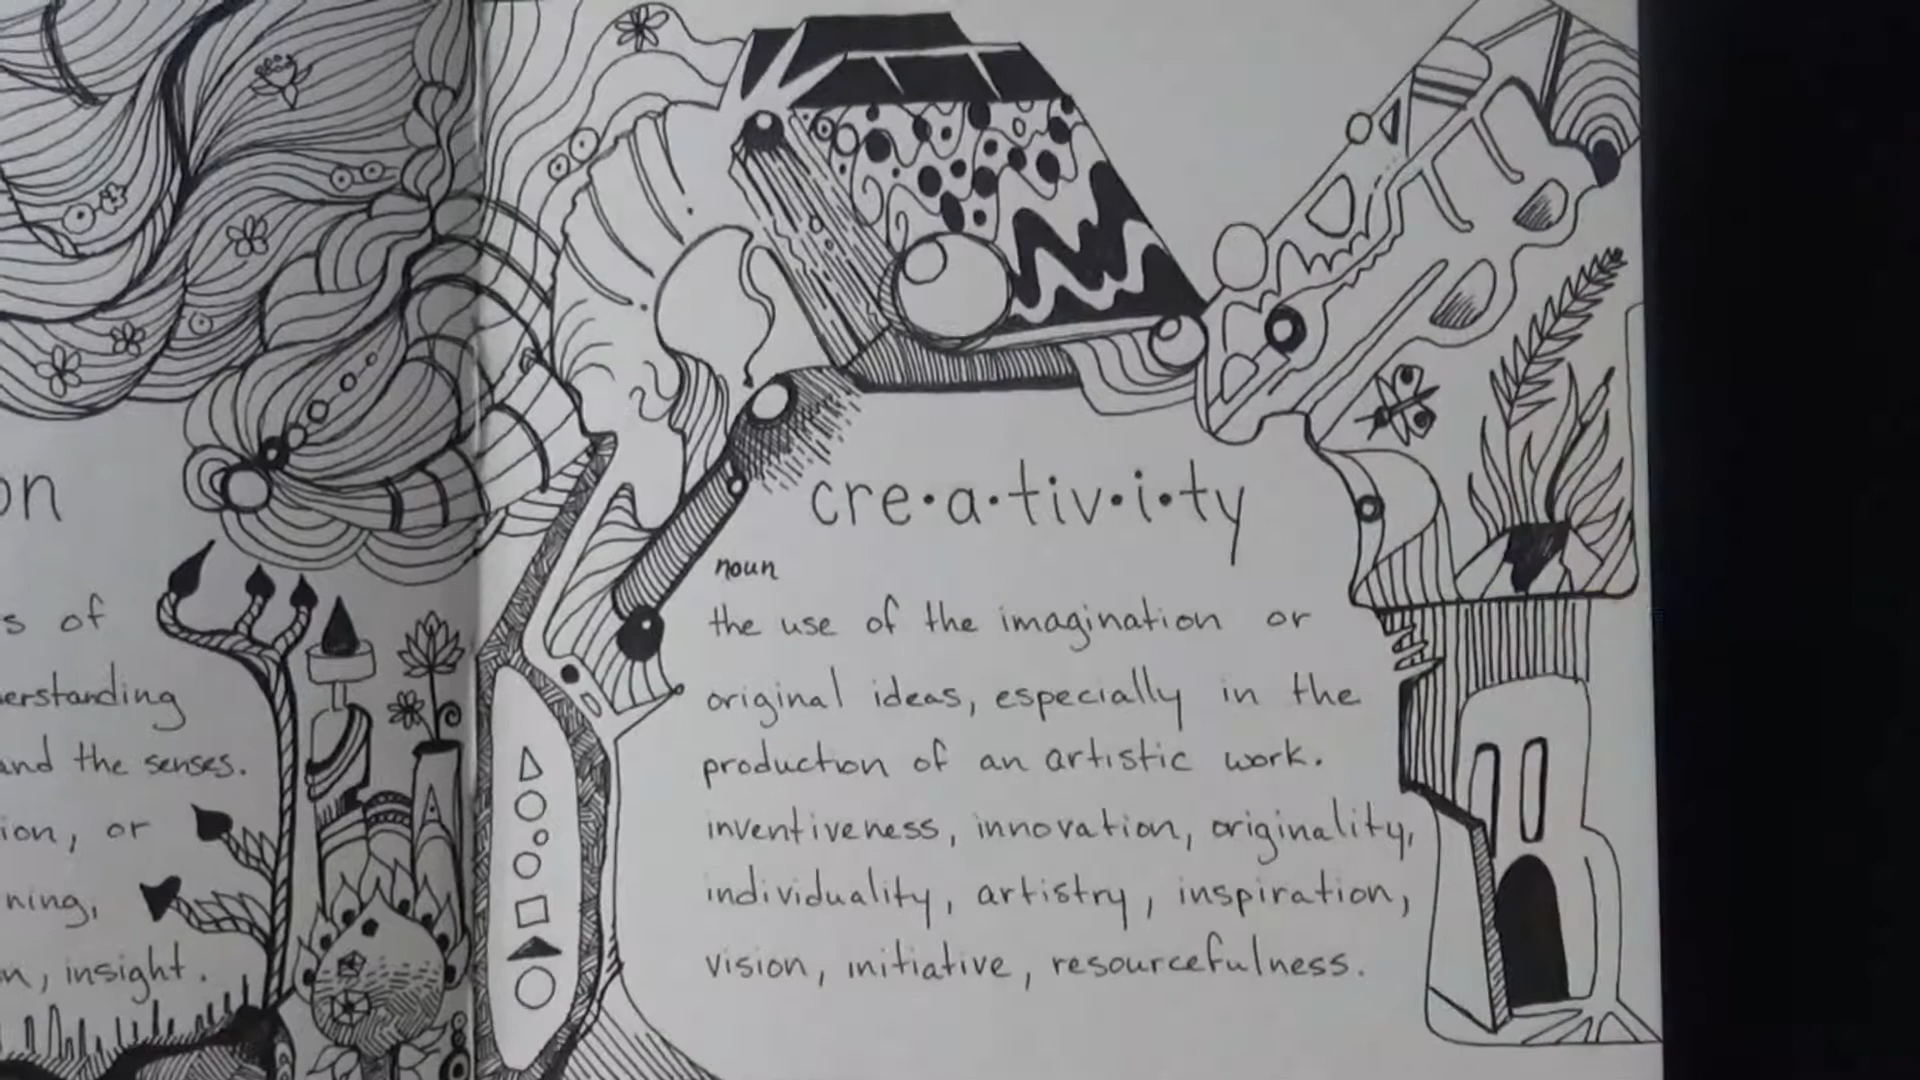 on
s of
erstanding
and the senses.
ion, or
ning,
n, insight.
cre·a·tiv·i·ty
noun
the use of the imagination or
original ideas, especially in the
production of an artistic work.
inventiveness, innovation, originality,
individuality, artistry, inspiration,
vision, initiative, resourcefulness.